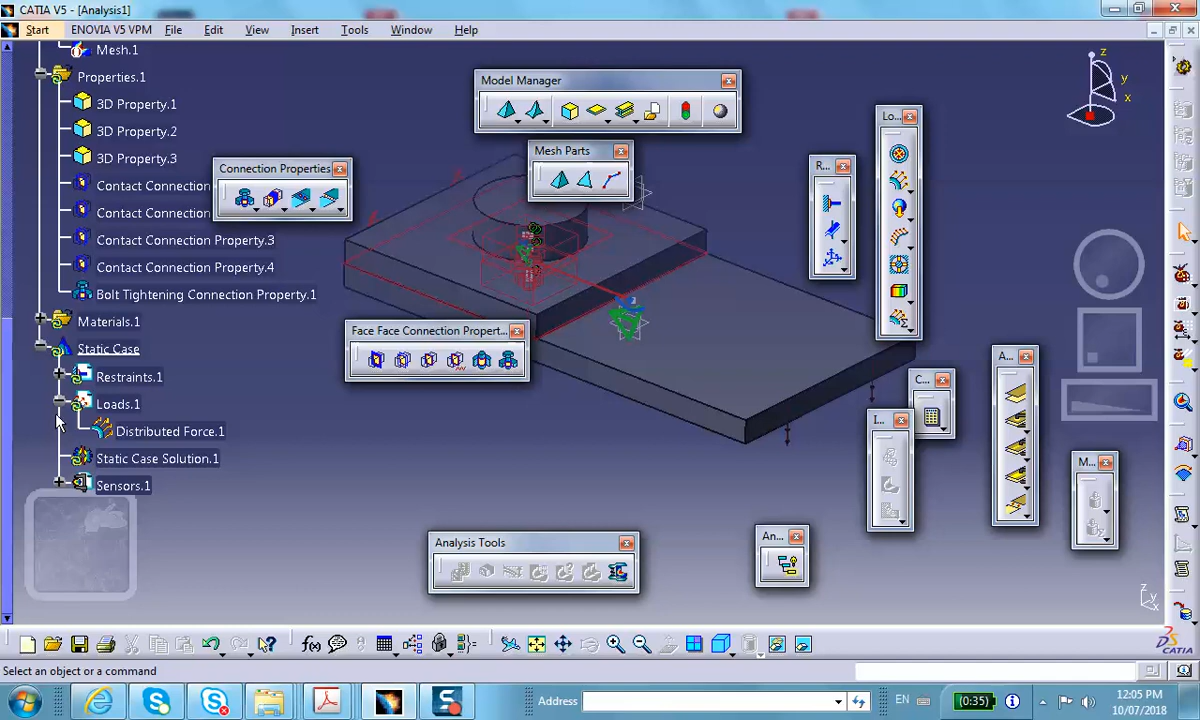 CATIA V5 - [Analysis1]
Start ENOVIA V5 VPM File Edit View Insert Tools Window Help
Mesh.1
Properties.1
3D Property.1
3D Property.2
3D Property.3
Contact Connection
Contact Connection
Contact Connection Property.3
Contact Connection Property.4
Bolt Tightening Connection Property.1
Materials.1
Static Case
Restraints.1
Loads.1
Distributed Force.1
Static Case Solution.1
Sensors.1
Model Manager
Mesh Parts
Connection Properties
Face Face Connection Propert...
R...
Lo...
C...
I...
A...
M...
Analysis Tools
An...
z
y
x
z
y
x
f(x)
CATIA
Select an object or a command
Address
EN
(0:35)
12:05 PM
10/07/2018